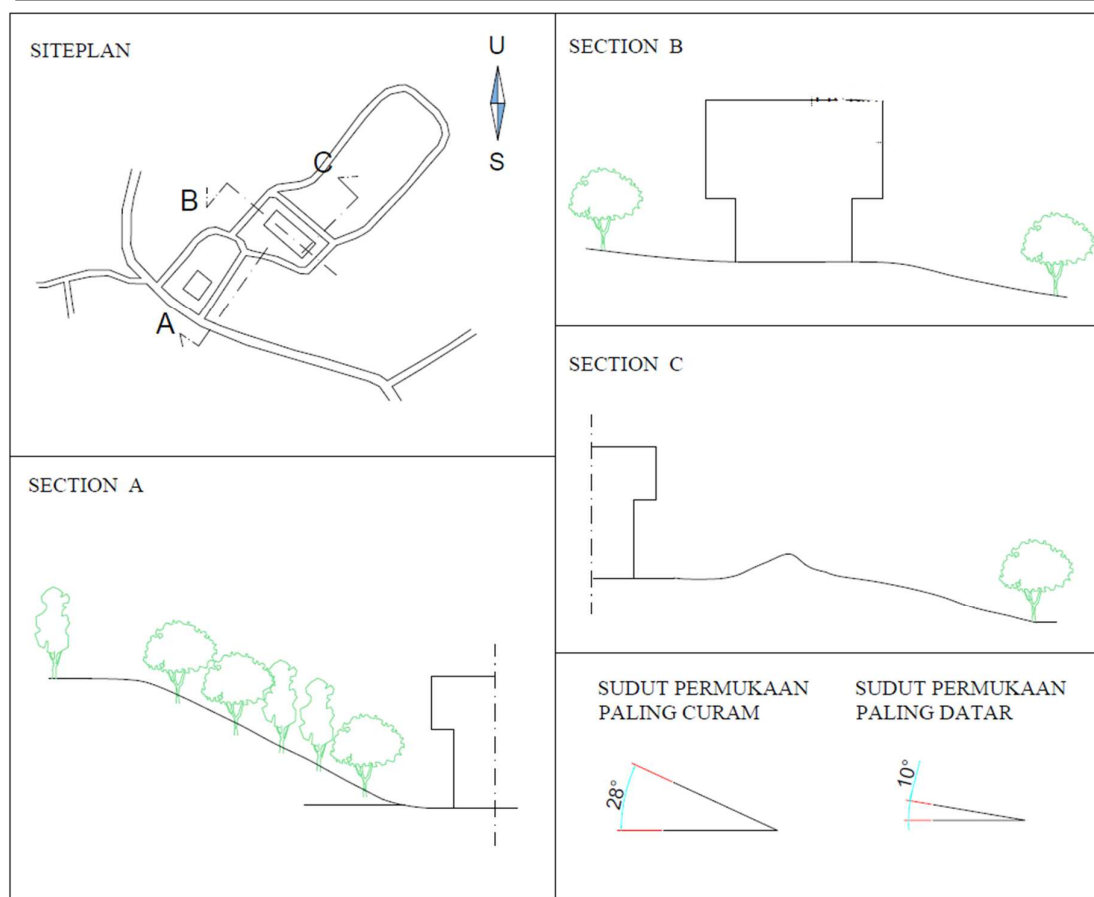 SITEPLAN
U
S
C
B
A
SECTION A
SECTION B
SECTION C
SUDUT PERMUKAAN
PALING CURAM
28°
SUDUT PERMUKAAN
PALING DATAR
10°